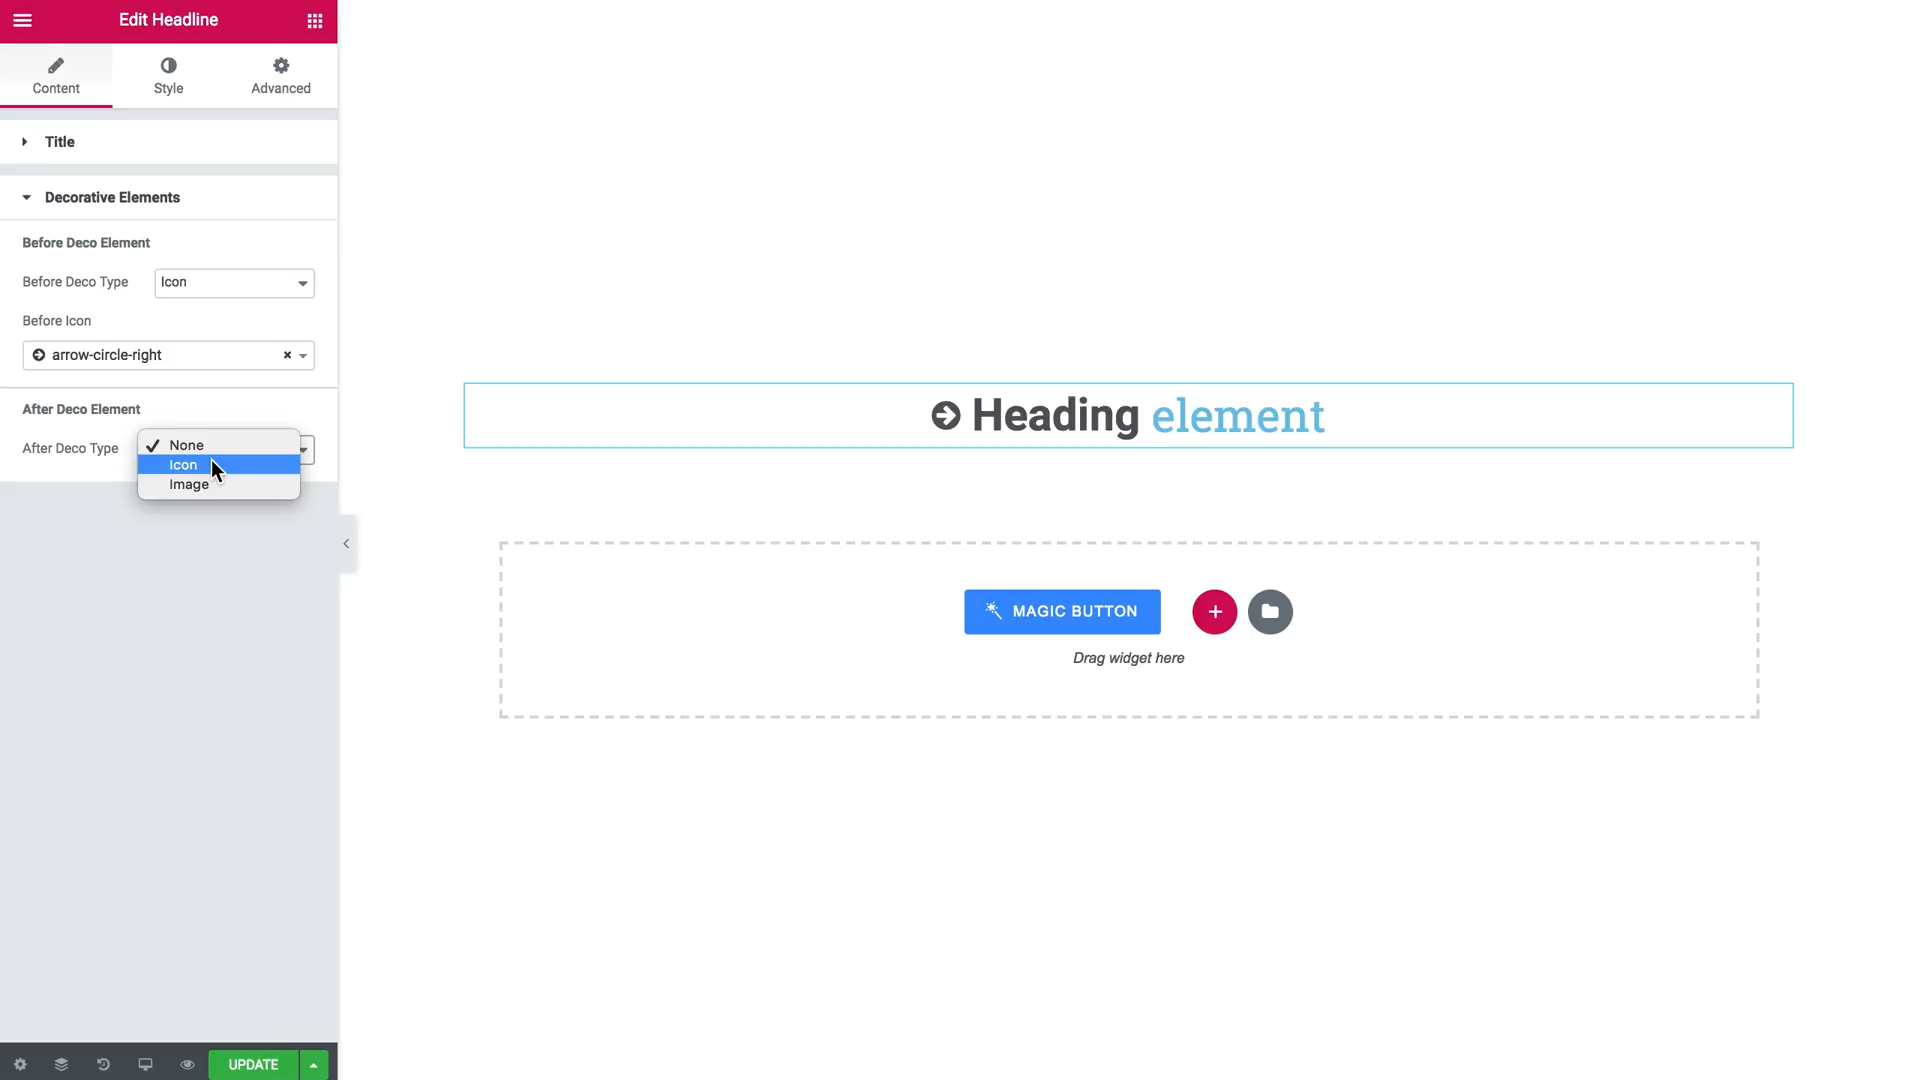 Edit Headline
Content
Style
Advanced
Title
Decorative Elements
Before Deco Element
Before Deco Type
Icon
Before Icon
arrow-circle-right
After Deco Element
After Deco Type
None
Icon
Image
Heading element
MAGIC BUTTON
Drag widget here
UPDATE